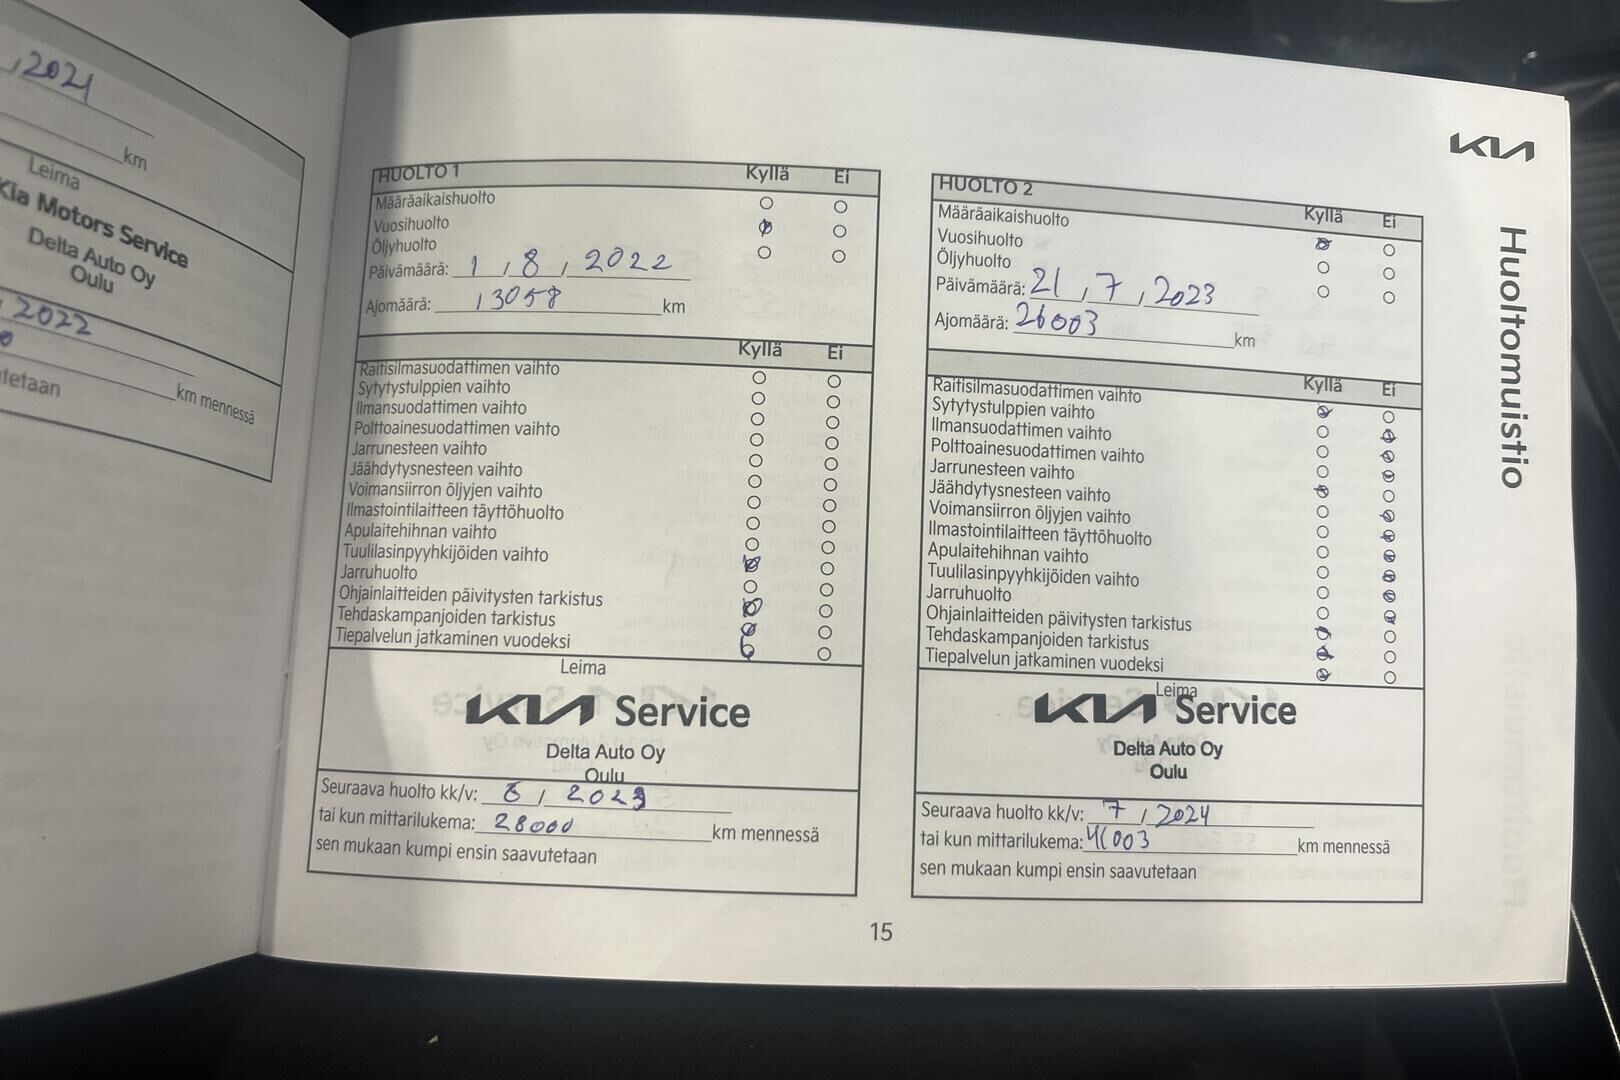 ,2021
km
Leima
Kia Motors Service
Delta Auto Oy
Oulu
2022
km mennessä
HUOLTO 1 Kyllä Ei
Määräaikaishuolto
Vuosihuolto
Öljyhuolto
Päivämäärä: 1 , 8 , 2022
Ajomäärä: 13058 km
Kyllä Ei
Raitisilmasuodattimen vaihto
Sytytystulppien vaihto
Ilmansuodattimen vaihto
Polttoainesuodattimen vaihto
Jarrunesteen vaihto
Jäähdytysnesteen vaihto
Voimansiirron öljyjen vaihto
Ilmastointilaitteen täyttöhuolto
Apulaitehihnan vaihto
Tuulilasinpyyhkijöiden vaihto
Jarruhuolto
Ohjainlaitteiden päivitysten tarkistus
Tehdaskampanjoiden tarkistus
Tiepalvelun jatkaminen vuodeksi
Leima
KIA Service
Delta Auto Oy
Oulu
Seuraava huolto kk/v: 8 , 2023
tai kun mittarilukema: 28000 km mennessä
sen mukaan kumpi ensin saavutetaan
HUOLTO 2 Kyllä Ei
Määräaikaishuolto
Vuosihuolto
Öljyhuolto
Päivämäärä: 21 , 7 , 2023
Ajomäärä: 26003 km
Kyllä Ei
Raitisilmasuodattimen vaihto
Sytytystulppien vaihto
Ilmansuodattimen vaihto
Polttoainesuodattimen vaihto
Jarrunesteen vaihto
Jäähdytysnesteen vaihto
Voimansiirron öljyjen vaihto
Ilmastointilaitteen täyttöhuolto
Apulaitehihnan vaihto
Tuulilasinpyyhkijöiden vaihto
Jarruhuolto
Ohjainlaitteiden päivitysten tarkistus
Tehdaskampanjoiden tarkistus
Tiepalvelun jatkaminen vuodeksi
Leima
KIA Service
Delta Auto Oy
Oulu
Seuraava huolto kk/v: 7 , 2024
tai kun mittarilukema: 41003 km mennessä
sen mukaan kumpi ensin saavutetaan
KIA
Huoltomuistio
15